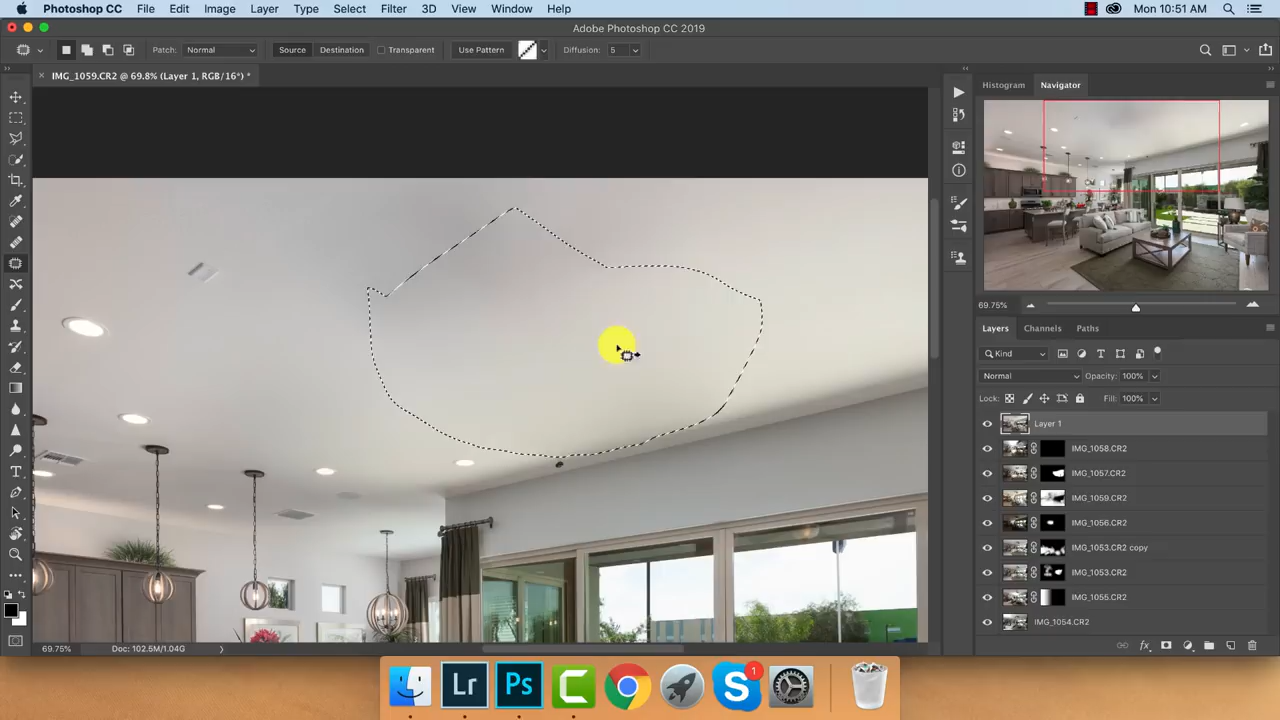 Photoshop CC File Edit Image Layer Type Select Filter 3D View Window Help Mon 10:51 AM
Adobe Photoshop CC 2019
Patch: Normal Source Destination Transparent Use Pattern Diffusion: 5
IMG_1059.CR2 @ 69.8% (Layer 1, RGB/16*) *
Histogram Navigator
69.75%
Layers Channels Paths
Kind
Normal Opacity: 100%
Lock: Fill: 100%
Layer 1
IMG_1058.CR2
IMG_1057.CR2
IMG_1059.CR2
IMG_1056.CR2
IMG_1053.CR2 copy
IMG_1053.CR2
IMG_1055.CR2
IMG_1054.CR2
69.75% Doc: 102.5M/1.04G
Lr Ps C S 1